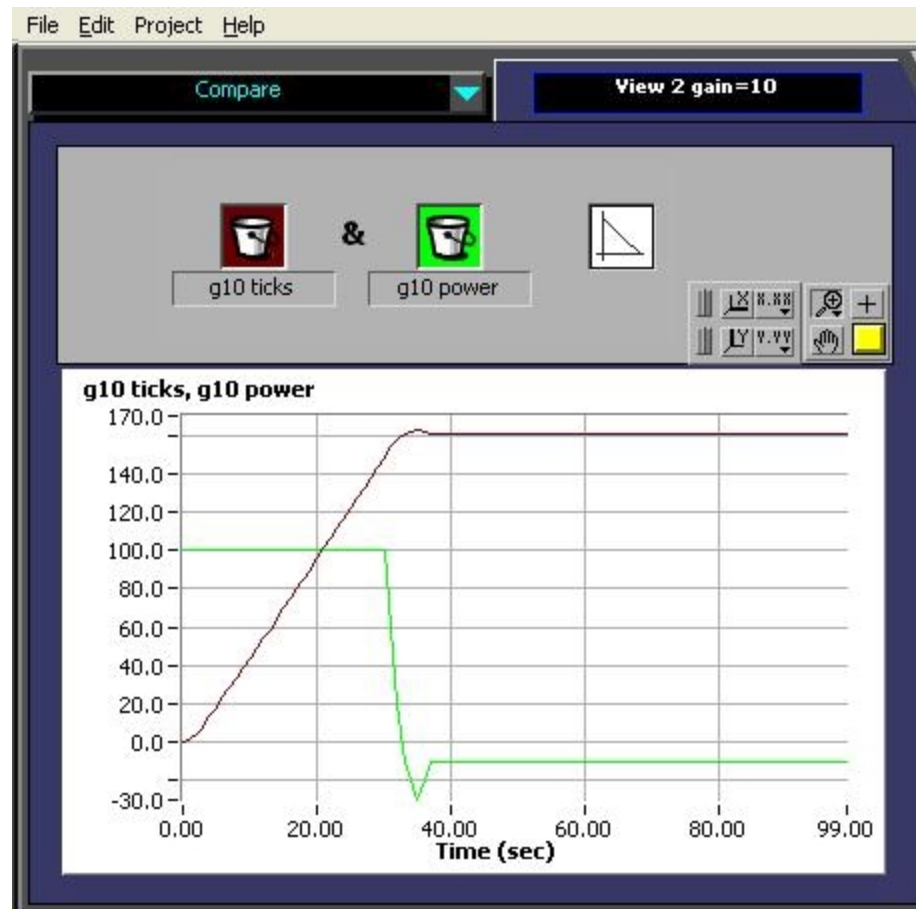 File Edit Project Help
Compare
View 2 gain=10
&
g10 ticks
g10 power
X
X.XX
Y
Y.YY
g10 ticks, g10 power
170.0
140.0
120.0
100.0
80.0
60.0
40.0
20.0
0.0
-30.0
0.00 20.00 40.00 60.00 80.00 99.00
Time (sec)